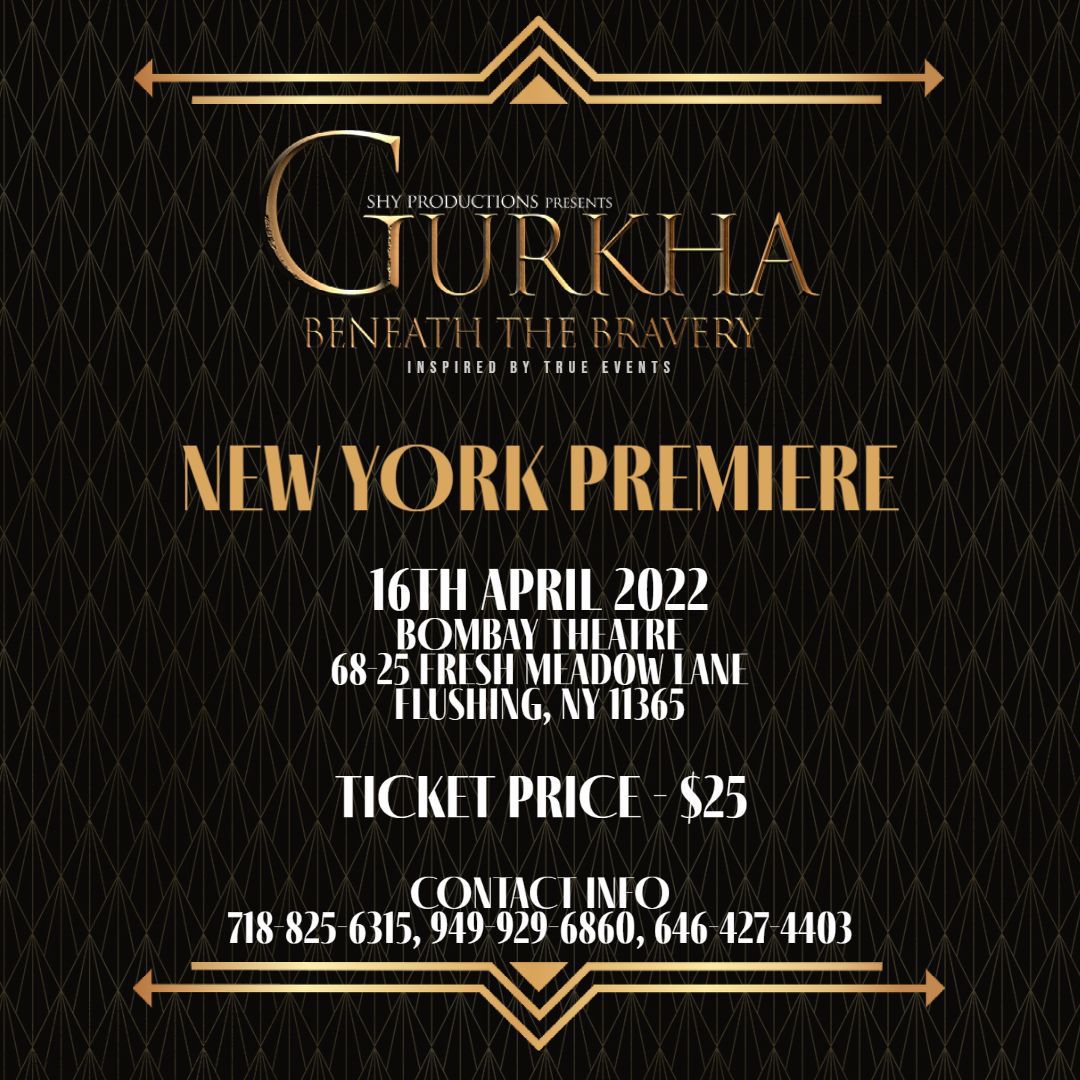 SHY PRODUCTIONS PRESENTS
GURKHA
BENEATH THE BRAVERY
INSPIRED BY TRUE EVENTS
NEW YORK PREMIERE
16TH APRIL 2022
BOMBAY THEATRE
68-25 FRESH MEADOW LANE
FLUSHING, NY 11365
TICKET PRICE - $25
CONTACT INFO
718-825-6315, 949-929-6860, 646-427-4403